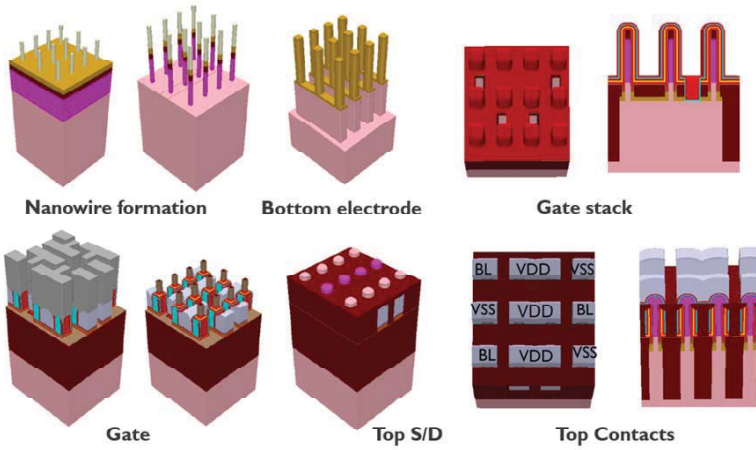 Nanowire formation
Bottom electrode
Gate stack
BL VDD VSS
VSS VDD BL
BL VDD VSS
Gate
Top S/D
Top Contacts